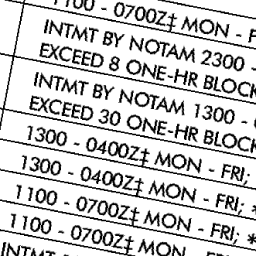 1100 - 0700Z‡ MON - F
INTMT BY NOTAM 2300 -
EXCEED 8 ONE-HR BLOCK
INTMT BY NOTAM 1300 -
EXCEED 30 ONE-HR BLOCK
1300 - 0400Z‡ MON - FRI;
1300 - 0400Z‡ MON - FRI; *
1100 - 0700Z‡ MON - FRI; *
1100 - 0700Z‡ MON - FRI;
INTMT